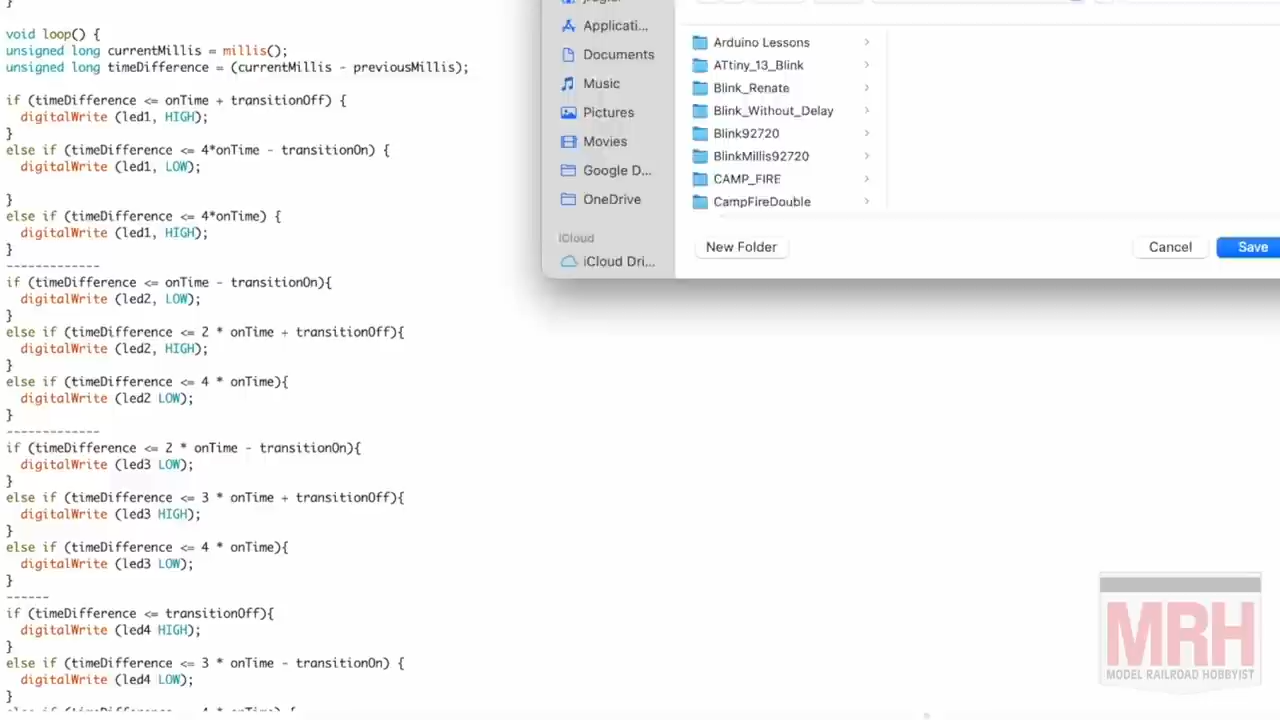 }
void loop() {
unsigned long currentMillis = millis();
unsigned long timeDifference = (currentMillis - previousMillis);
if (timeDifference <= onTime + transitionOff) {
digitalWrite (led1, HIGH);
}
else if (timeDifference <= 4*onTime - transitionOn) {
digitalWrite (led1, LOW);
}
else if (timeDifference <= 4*onTime) {
digitalWrite (led1, HIGH);
}
-------------
if (timeDifference <= onTime - transitionOn){
digitalWrite (led2, LOW);
}
else if (timeDifference <= 2 * onTime + transitionOff){
digitalWrite (led2, HIGH);
}
else if (timeDifference <= 4 * onTime){
digitalWrite (led2 LOW);
}
-------------
if (timeDifference <= 2 * onTime - transitionOn){
digitalWrite (led3 LOW);
}
else if (timeDifference <= 3 * onTime + transitionOff){
digitalWrite (led3 HIGH);
}
else if (timeDifference <= 4 * onTime){
digitalWrite (led3 LOW);
}
------
if (timeDifference <= transitionOff){
digitalWrite (led4 HIGH);
}
else if (timeDifference <= 3 * onTime - transitionOn) {
digitalWrite (led4 LOW);
}
else if (timeDifference <= 4 * onTime) {
Applicati...
Documents
Music
Pictures
Movies
Google D...
OneDrive
iCloud
iCloud Dri...
Arduino Lessons
ATtiny_13_Blink
Blink_Renate
Blink_Without_Delay
Blink92720
BlinkMillis92720
CAMP_FIRE
CampFireDouble
New Folder
Cancel
Save
MRH
MODEL RAILROAD HOBBYIST